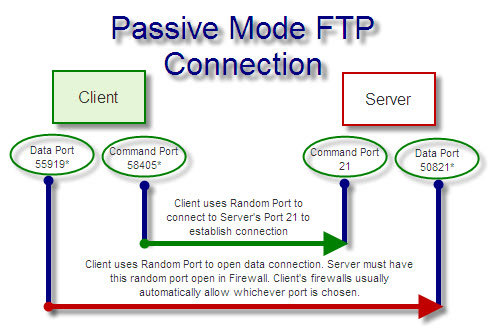 Passive Mode FTP
Connection
Client
Server
Data Port
55919*
Command Port
58405*
Command Port
21
Data Port
50821*
Client uses Random Port to
connect to Server's Port 21 to
establish connection
Client uses Random Port to open data connection. Server must have
this random port open in Firewall. Client's firewalls usually
automatically allow whichever port is chosen.